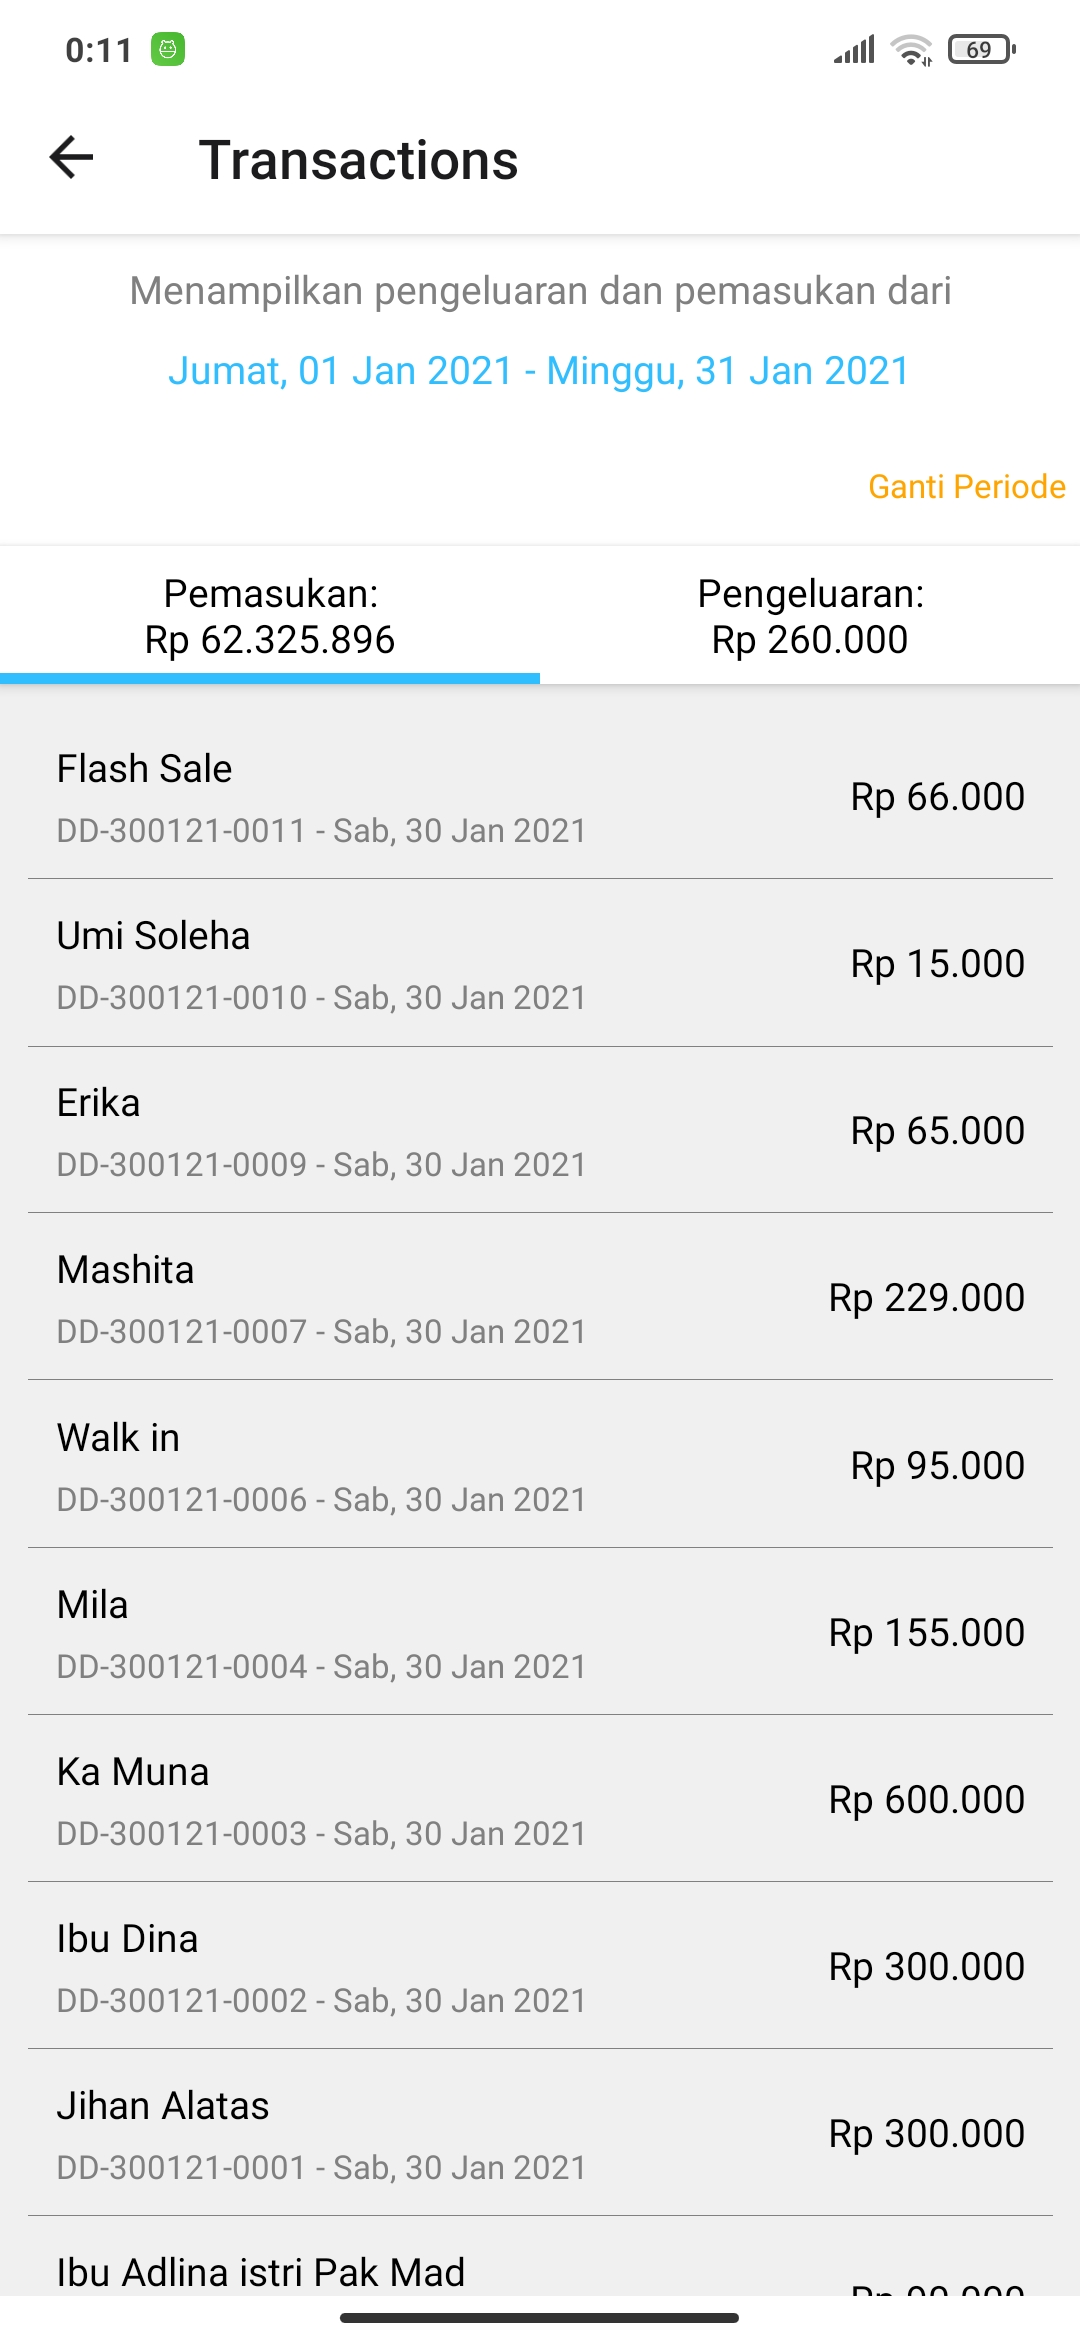 0:11
69
Transactions
Menampilkan pengeluaran dan pemasukan dari
Jumat, 01 Jan 2021 - Minggu, 31 Jan 2021
Ganti Periode
Pemasukan:
Rp 62.325.896
Pengeluaran:
Rp 260.000
Flash Sale
Rp 66.000
DD-300121-0011 - Sab, 30 Jan 2021
Umi Soleha
Rp 15.000
DD-300121-0010 - Sab, 30 Jan 2021
Erika
Rp 65.000
DD-300121-0009 - Sab, 30 Jan 2021
Mashita
Rp 229.000
DD-300121-0007 - Sab, 30 Jan 2021
Walk in
Rp 95.000
DD-300121-0006 - Sab, 30 Jan 2021
Mila
Rp 155.000
DD-300121-0004 - Sab, 30 Jan 2021
Ka Muna
Rp 600.000
DD-300121-0003 - Sab, 30 Jan 2021
Ibu Dina
Rp 300.000
DD-300121-0002 - Sab, 30 Jan 2021
Jihan Alatas
Rp 300.000
DD-300121-0001 - Sab, 30 Jan 2021
Ibu Adlina istri Pak Mad
Rp